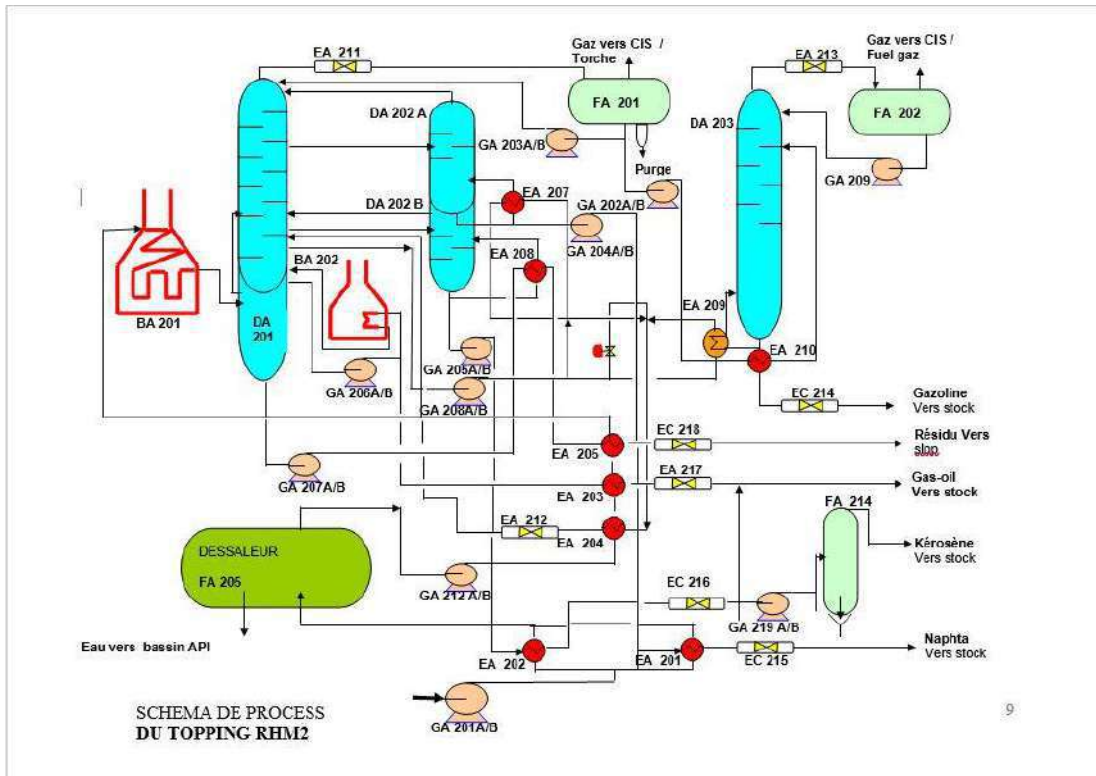 EA 211
Gaz vers CIS /
Torche
EA 213
Gaz vers CIS /
Fuel gaz
DA 202 A
FA 201
DA 203
FA 202
GA 203A/B
Purge
GA 209
EA 207
DA 202 B
GA 202A/B
GA 204A/B
EA 208
BA 202
EA 209
BA 201
DA
201
EA 210
GA 205A/B
GA 206A/B
GA 208A/B
EC 214
Gazoline
Vers stock
EC 218
Résidu Vers
slop
EA 205
GA 207A/B
EA 217
Gas-oil
Vers stock
EA 203
FA 214
EA 212
EA 204
DESSALEUR
FA 205
Kérosène
Vers stock
GA 212 A/B
EC 216
GA 219 A/B
Eau vers bassin API
EA 202
EA 201
EC 215
Naphta
Vers stock
GA 201A/B
SCHEMA DE PROCESS
DU TOPPING RHM2
9